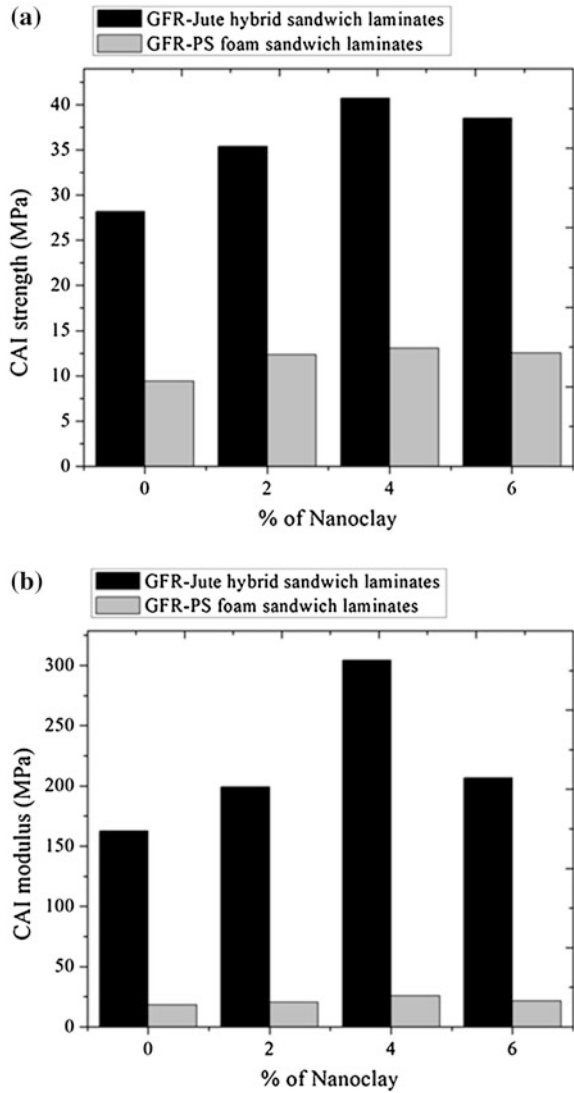 (a)
GFR-Jute hybrid sandwich laminates
GFR-PS foam sandwich laminates
CAI strength (MPa)
40
35
30
25
20
15
10
5
0
0 2 4 6
% of Nanoclay
(b)
GFR-Jute hybrid sandwich laminates
GFR-PS foam sandwich laminates
CAI modulus (MPa)
300
250
200
150
100
50
0
0 2 4 6
% of Nanoclay